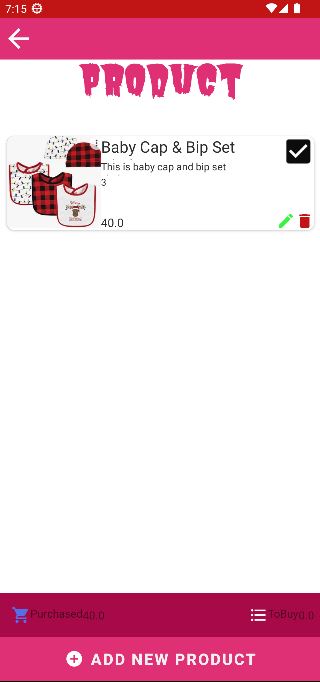 7:15
PRODUCT
Baby Cap & Bip Set
This is baby cap and bip set
3
40.0
Purchased40.0
ToBuy0.0
ADD NEW PRODUCT